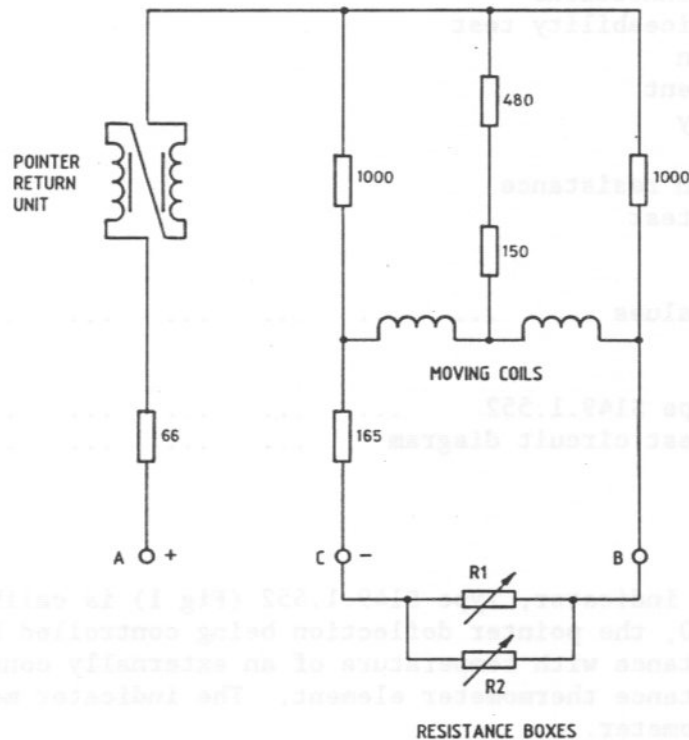 480
POINTER
RETURN
UNIT
1000
1000
150
MOVING COILS
66
165
A +
C -
B
R1
R2
RESISTANCE BOXES